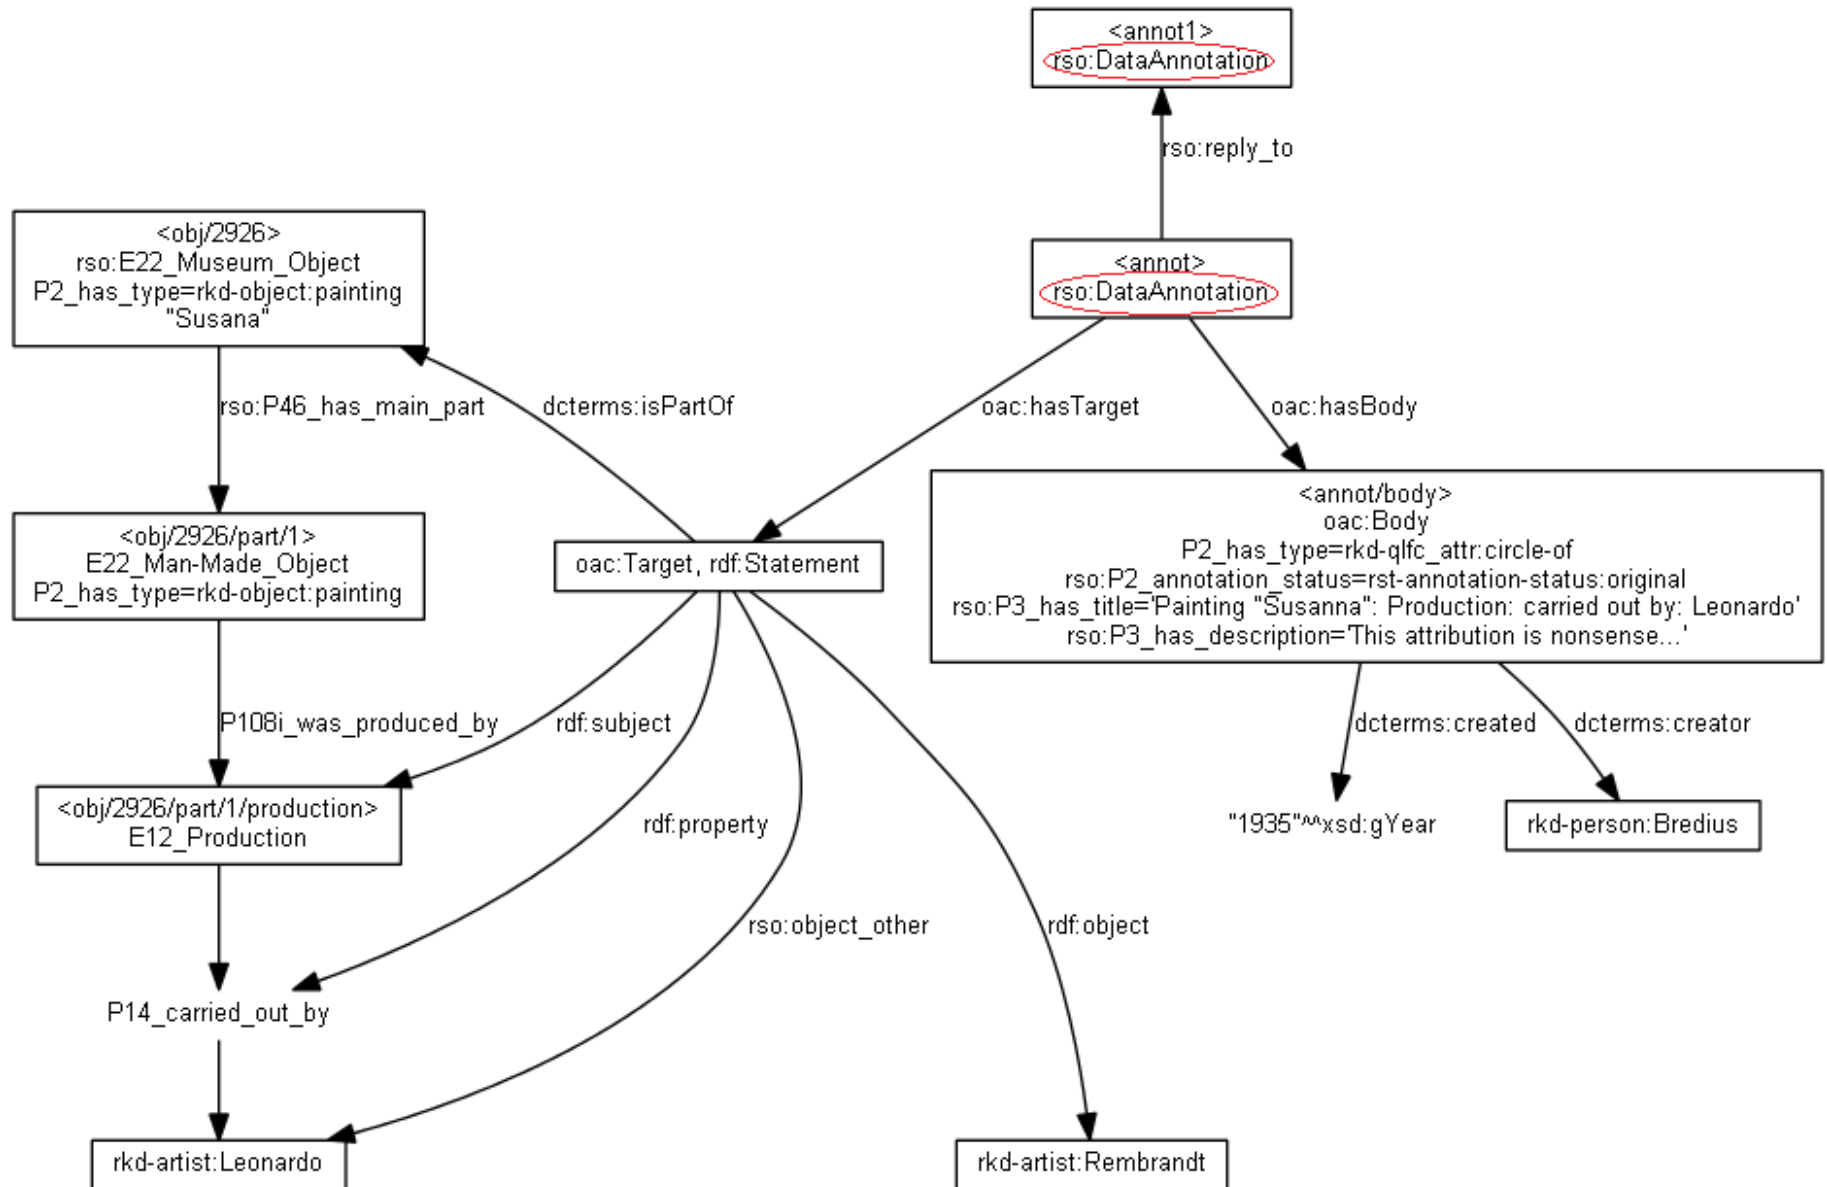 <annot1>
rso:DataAnnotation
rso:reply_to
<obj/2926>
rso:E22_Museum_Object
P2_has_type=rkd-object:painting
"Susana"
<annot>
rso:DataAnnotation
rso:P46_has_main_part
dcterms:isPartOf
oac:hasTarget
oac:hasBody
<obj/2926/part/1>
E22_Man-Made_Object
P2_has_type=rkd-object:painting
oac:Target, rdf:Statement
<annot/body>
oac:Body
P2_has_type=rkd-qlfc_attr:circle-of
rso:P2_annotation_status=rst-annotation-status:original
rso:P3_has_title='Painting "Susanna": Production: carried out by: Leonardo'
rso:P3_has_description='This attribution is nonsense...'
P108i_was_produced_by
rdf:subject
dcterms:created
dcterms:creator
<obj/2926/part/1/production>
E12_Production
rdf:property
"1935"^^xsd:gYear
rkd-person:Bredius
rso:object_other
rdf:object
P14_carried_out_by
rkd-artist:Leonardo
rkd-artist:Rembrandt